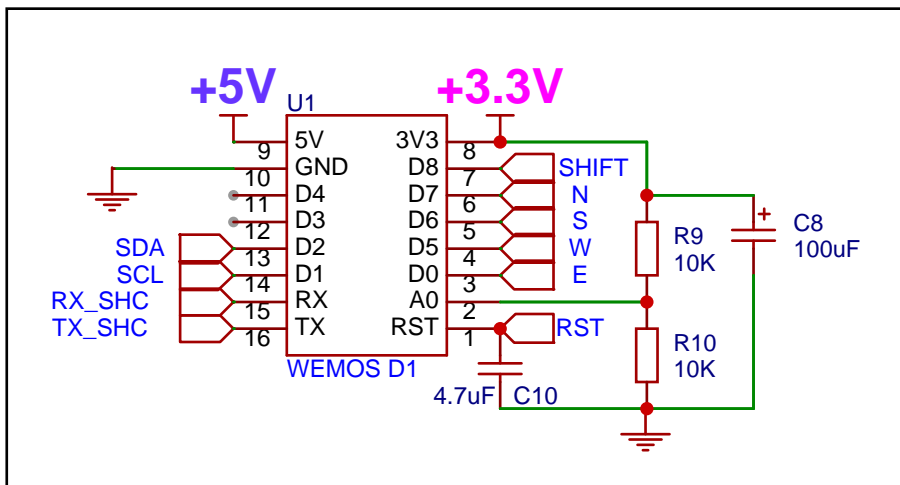 +5V
+3.3V
U1
5V
3V3
9
8
GND
D8
SHIFT
10
7
D4
D7
N
11
6
D3
D6
S
12
5
SDA
D2
D5
W
13
4
SCL
D1
D0
E
14
3
RX_SHC
RX
A0
15
2
TX_SHC
TX
RST
RST
16
1
WEMOS D1
4.7uF
C10
R9
10K
C8
100uF
+
R10
10K